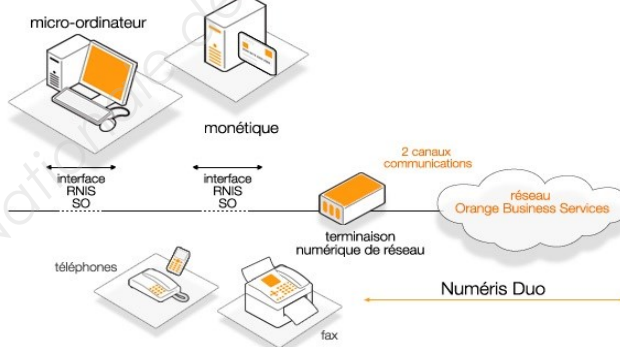 micro-ordinateur
monétique
interface
RNIS
SO
interface
RNIS
SO
2 canaux
communications
réseau
Orange Business Services
terminaison
numérique de réseau
téléphones
fax
Numéris Duo